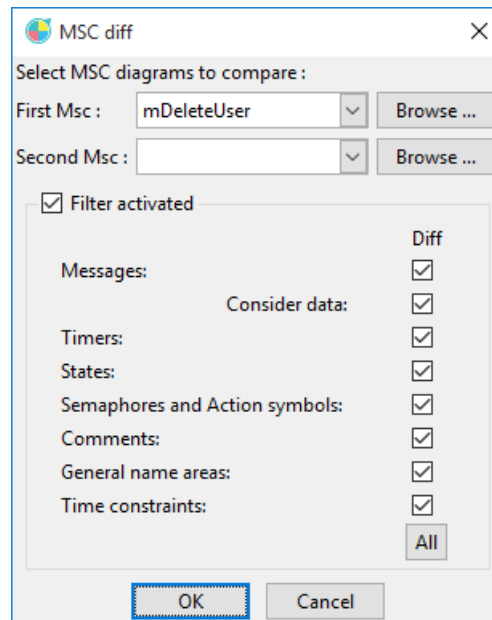 MSC diff
Select MSC diagrams to compare :
First Msc : mDeleteUser Browse ...
Second Msc : Browse ...
Filter activated
Diff
Messages:
Consider data:
Timers:
States:
Semaphores and Action symbols:
Comments:
General name areas:
Time constraints:
All
OK Cancel